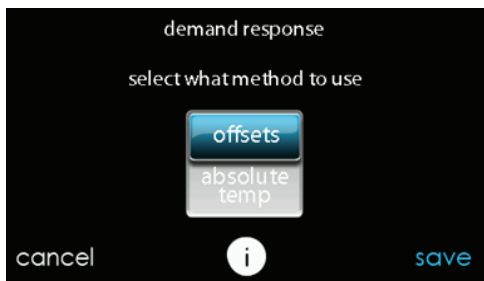 demand response
select what method to use
offsets
absolute
temp
cancel
i
save